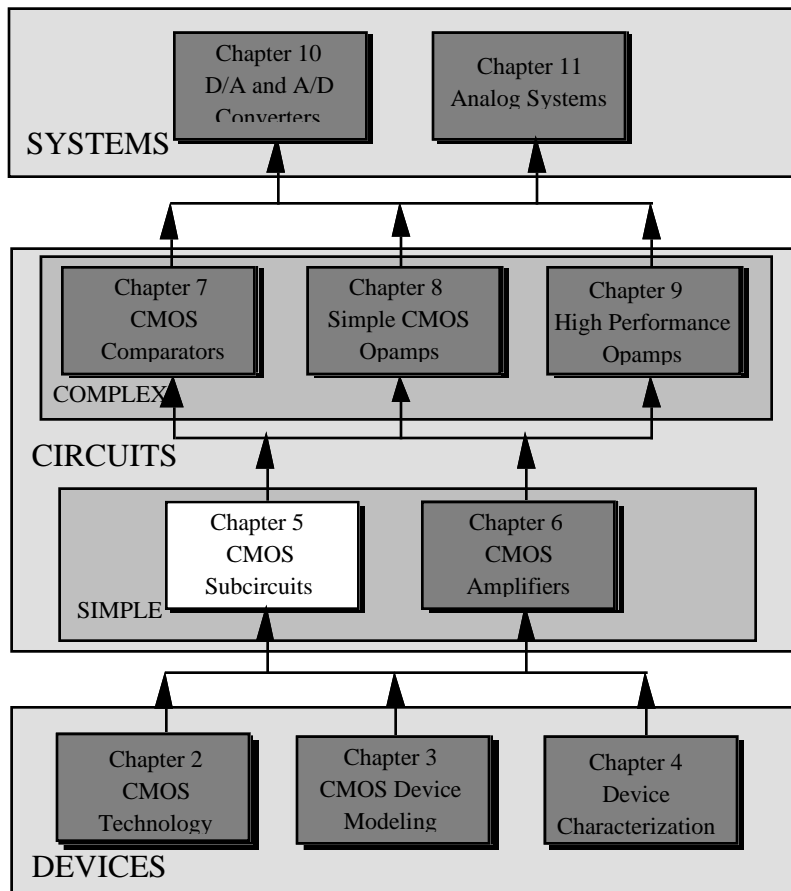 Chapter 10
D/A and A/D
Converters
Chapter 11
Analog Systems
SYSTEMS
Chapter 7
CMOS
Comparators
Chapter 8
Simple CMOS
Opamps
Chapter 9
High Performance
Opamps
COMPLEX
CIRCUITS
Chapter 5
CMOS
Subcircuits
Chapter 6
CMOS
Amplifiers
SIMPLE
Chapter 2
CMOS
Technology
Chapter 3
CMOS Device
Modeling
Chapter 4
Device
Characterization
DEVICES